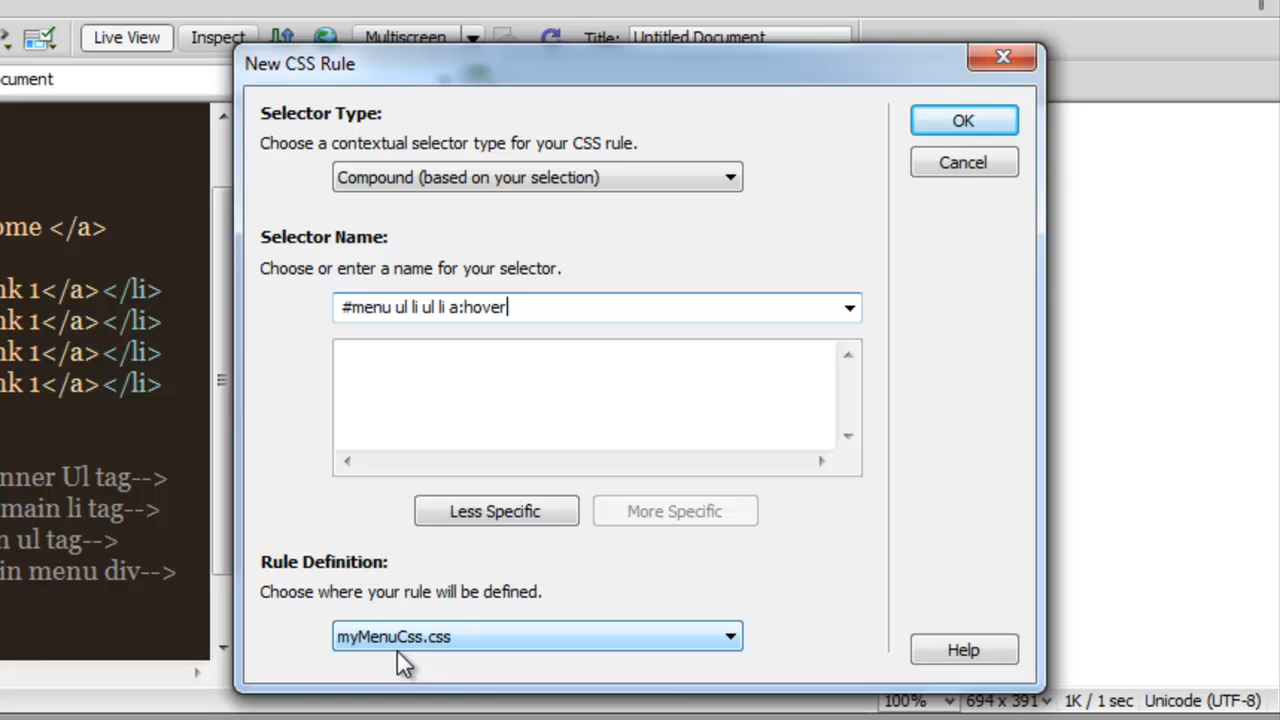 Live View Inspect Multiscreen Title: Untitled Document
New CSS Rule
cument
Selector Type:
Choose a contextual selector type for your CSS rule.
Compound (based on your selection)
OK
Cancel
ome </a>
Selector Name:
Choose or enter a name for your selector.
#menu ul li ul li a:hover
nk 1</a></li>
nk 1</a></li>
nk 1</a></li>
nk 1</a></li>
nner Ul tag-->
main li tag-->
n ul tag-->
in menu div-->
Less Specific More Specific
Rule Definition:
Choose where your rule will be defined.
myMenuCss.css
Help
100% 694 x 391 1K / 1 sec Unicode (UTF-8)